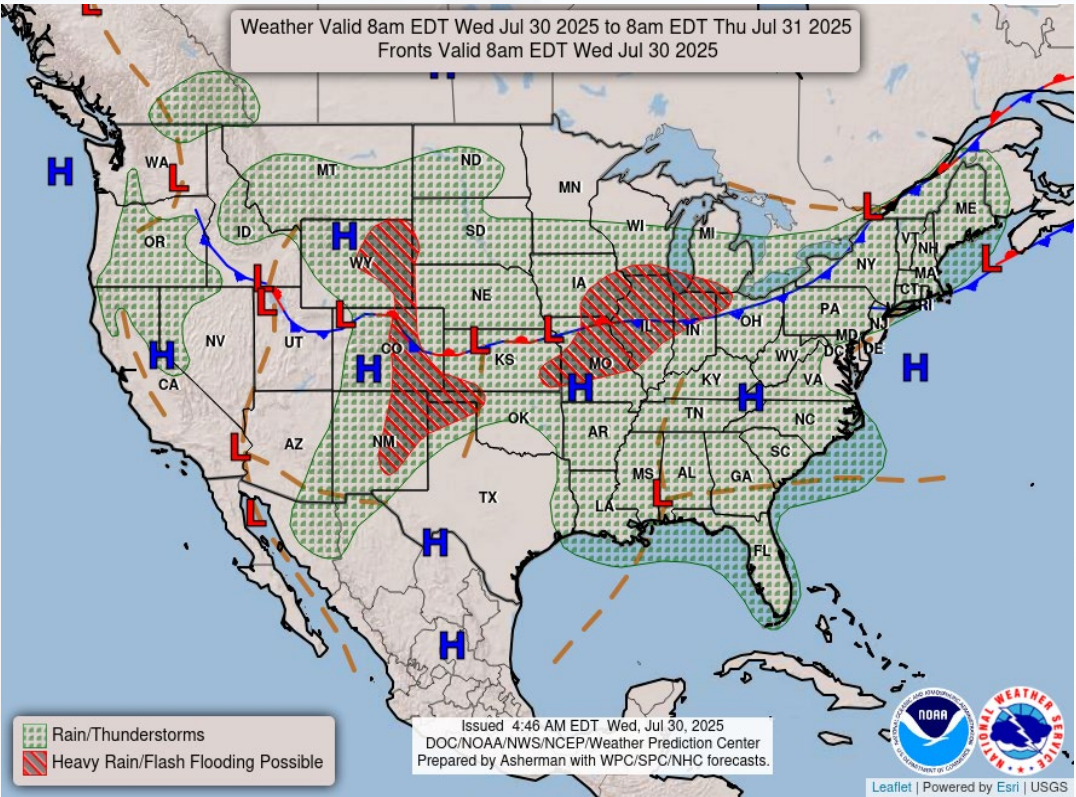 Weather Valid 8am EDT Wed Jul 30 2025 to 8am EDT Thu Jul 31 2025
Fronts Valid 8am EDT Wed Jul 30 2025
L
H
H
WA
L
MT
ND
MN
ME
L
OR
ID
H
WY
SD
WI
MI
VT
NH
NY
MA
L
CT
RI
L
L
L
NE
IA
IL
IN
OH
PA
NJ
NV
UT
H
CO
H
L
KS
L
MO
H
WV
MD
DC
DE
H
CA
KY
VA
H
AZ
NM
OK
AR
TN
NC
L
TX
LA
MS
L
AL
GA
SC
L
H
FL
H
Rain/Thunderstorms
Heavy Rain/Flash Flooding Possible
Issued 4:46 AM EDT Wed, Jul 30, 2025
DOC/NOAA/NWS/NCEP/Weather Prediction Center
Prepared by Asherman with WPC/SPC/NHC forecasts.
NOAA
NATIONAL WEATHER SERVICE
Leaflet | Powered by Esri | USGS